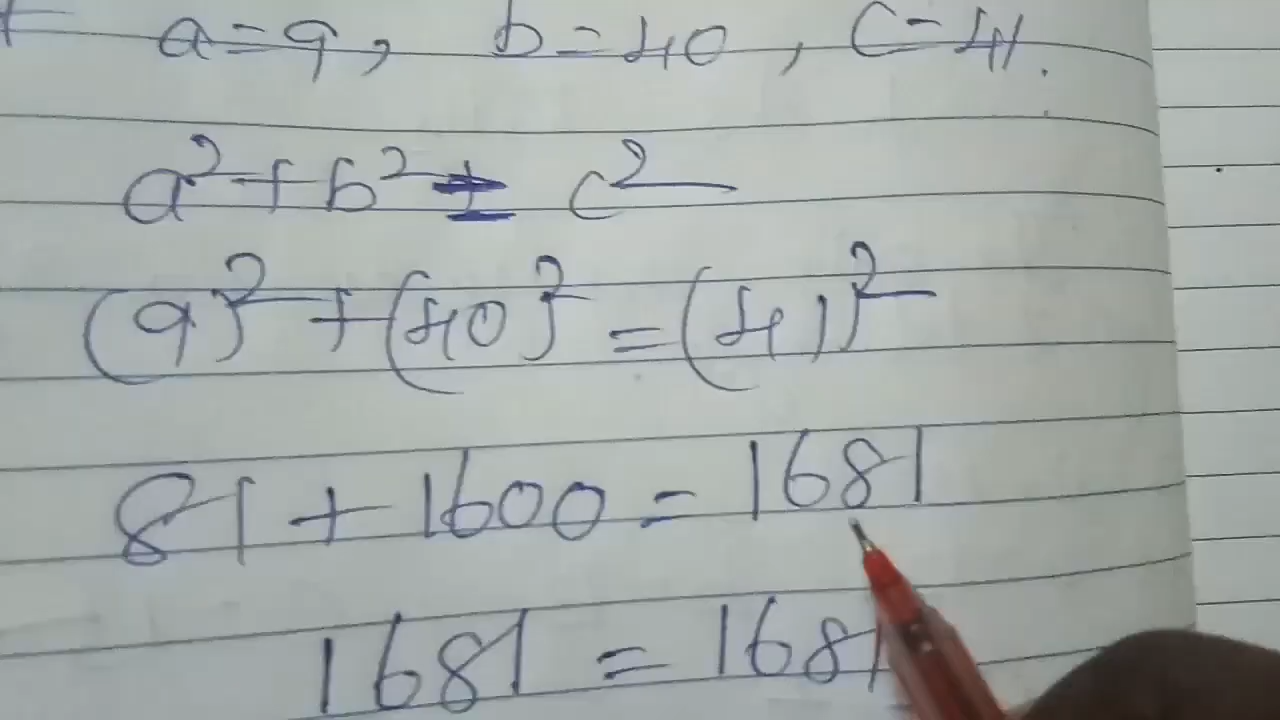 a=9, b=40, c=41.
a²+b² = c²
(9)²+(40)²=(41)²
81+1600=1681
1681=1681